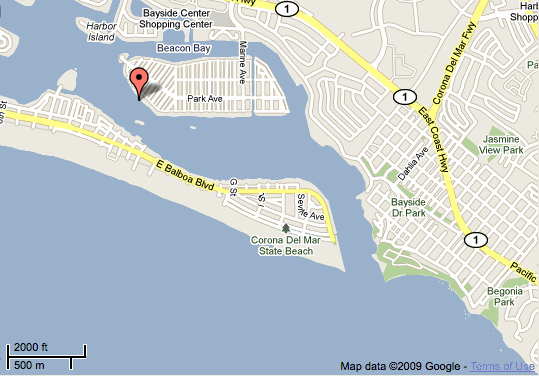 Bayside Center
Shopping Center
Hwy
1
Harbor
Island
Beacon Bay
Marine Ave
Park Ave
Corona Del Mar Fwy
1
East Coast Hwy
Jasmine
View Park
Dahlia Ave
E Balboa Blvd
G St
Seville Ave
Bayside
Dr Park
1
Corona Del Mar
State Beach
Pacific
Begonia
Park
2000 ft
500 m
Map data ©2009 Google - Terms of Use